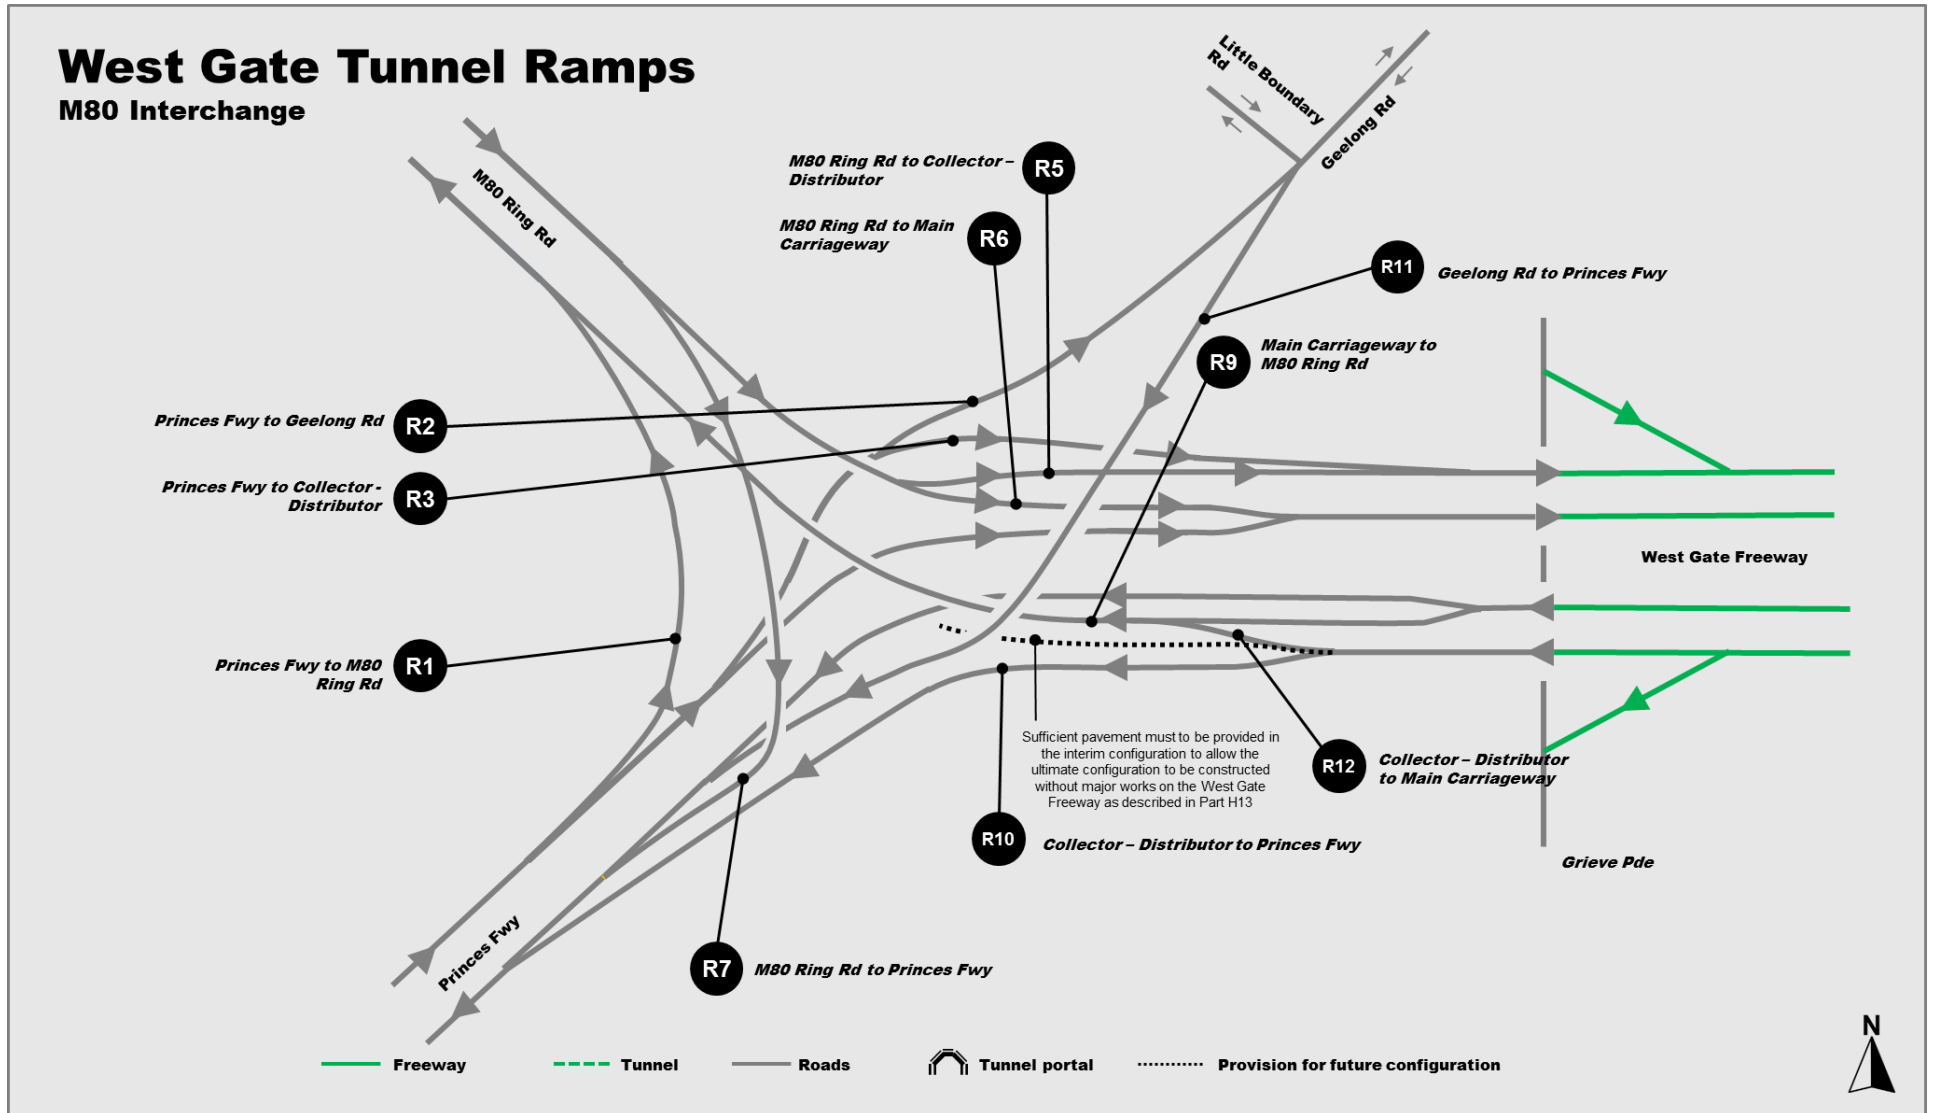 West Gate Tunnel Ramps
M80 Interchange
Little Boundary
Rd
Geelong Rd
M80 Ring Rd
M80 Ring Rd to Collector –
Distributor
R5
M80 Ring Rd to Main
Carriageway
R6
R11
Geelong Rd to Princes Fwy
R9
Main Carriageway to
M80 Ring Rd
Princes Fwy to Geelong Rd
R2
Princes Fwy to Collector -
Distributor
R3
West Gate Freeway
Princes Fwy to M80
Ring Rd
R1
Sufficient pavement must to be provided in
the interim configuration to allow the
ultimate configuration to be constructed
without major works on the West Gate
Freeway as described in Part H13
R12
Collector – Distributor
to Main Carriageway
R10
Collector – Distributor to Princes Fwy
Grieve Pde
Princes Fwy
R7
M80 Ring Rd to Princes Fwy
N
Freeway
Tunnel
Roads
Tunnel portal
Provision for future configuration